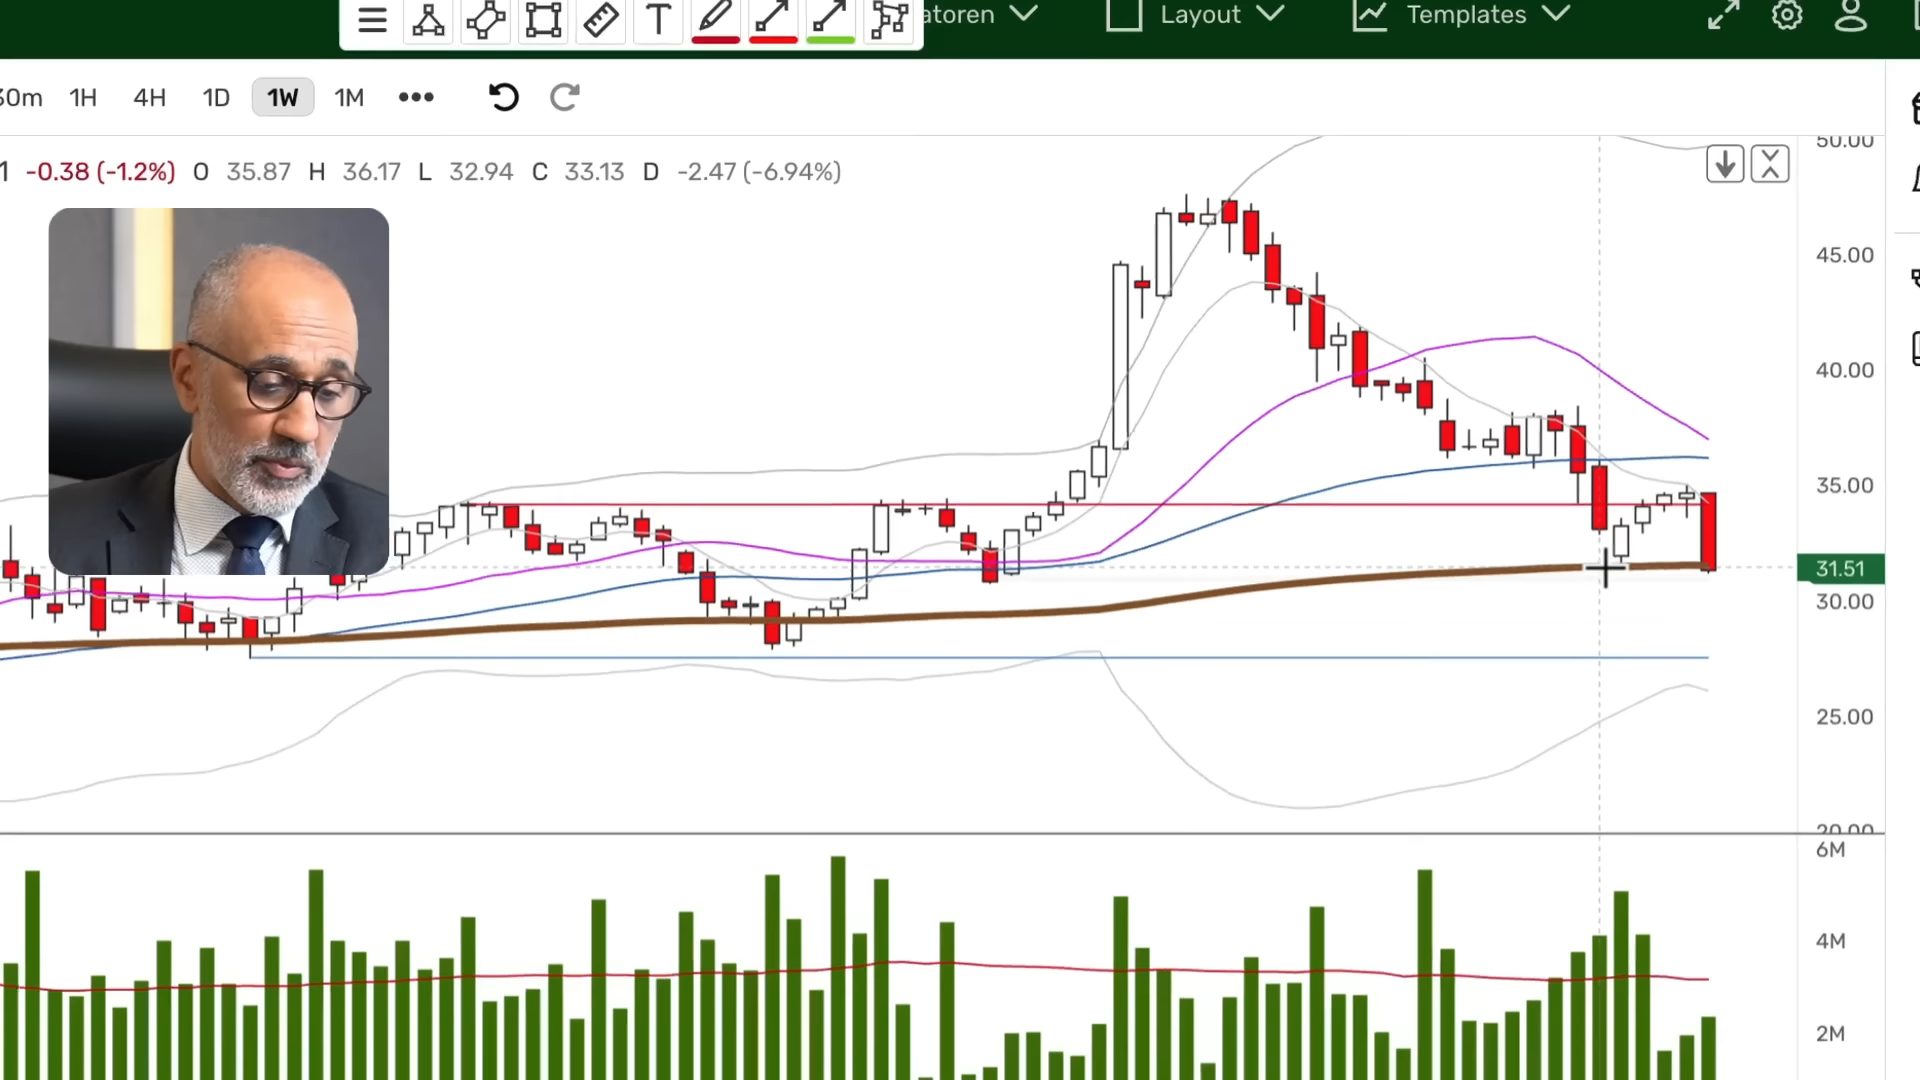 atoren
Layout
Templates
30m 1H 4H 1D 1W 1M •••
1 -0.38 (-1.2%) O 35.87 H 36.17 L 32.94 C 33.13 D -2.47 (-6.94%)
50.00
45.00
40.00
35.00
31.51
30.00
25.00
20.00
6M
4M
2M
T